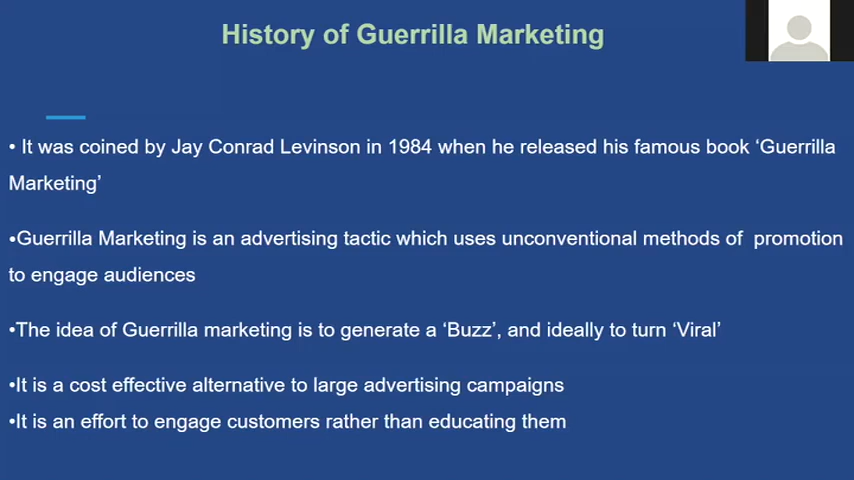 History of Guerrilla Marketing
• It was coined by Jay Conrad Levinson in 1984 when he released his famous book ‘Guerrilla
Marketing’
•Guerrilla Marketing is an advertising tactic which uses unconventional methods of promotion
to engage audiences
•The idea of Guerrilla marketing is to generate a ‘Buzz’, and ideally to turn ‘Viral’
•It is a cost effective alternative to large advertising campaigns
•It is an effort to engage customers rather than educating them